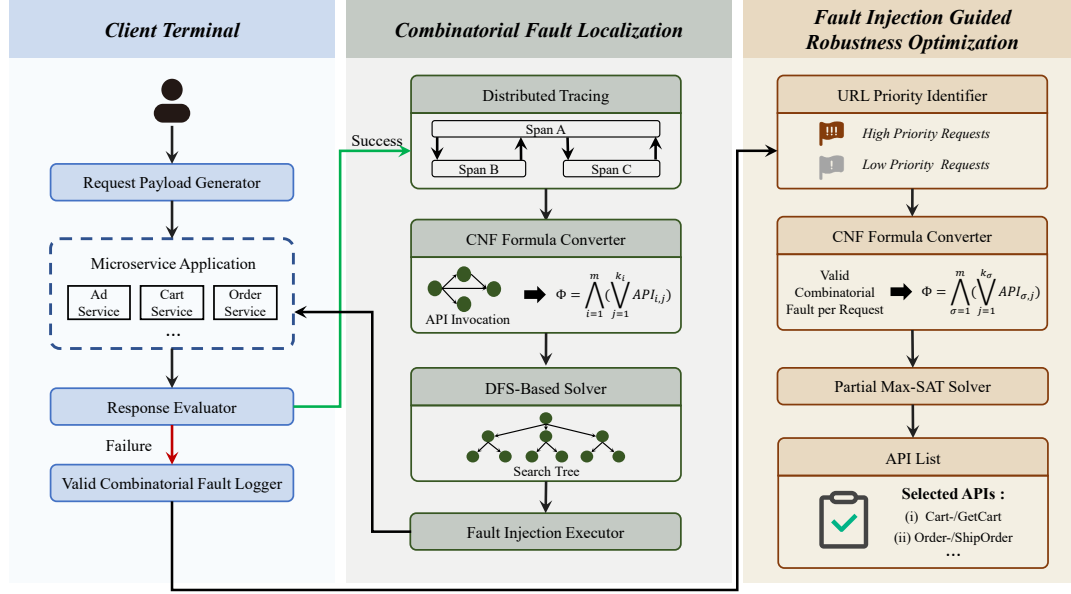 Client Terminal
Request Payload Generator
Microservice Application
Ad
Service
Cart
Service
Order
Service
...
Response Evaluator
Failure
Valid Combinatorial Fault Logger
Success
Combinatorial Fault Localization
Distributed Tracing
Span A
Span B
Span C
CNF Formula Converter
API Invocation
Φ = ⋀_{i=1}^{m} (⋁_{j=1}^{k_i} API_{i,j})
DFS-Based Solver
Search Tree
Fault Injection Executor
Fault Injection Guided
Robustness Optimization
URL Priority Identifier
!!! High Priority Requests
! Low Priority Requests
CNF Formula Converter
Valid
Combinatorial
Fault per Request
Φ = ⋀_{σ=1}^{m} (⋁_{j=1}^{k_σ} API_{σ,j})
Partial Max-SAT Solver
API List
Selected APIs :
(i) Cart-/GetCart
(ii) Order-/ShipOrder
...